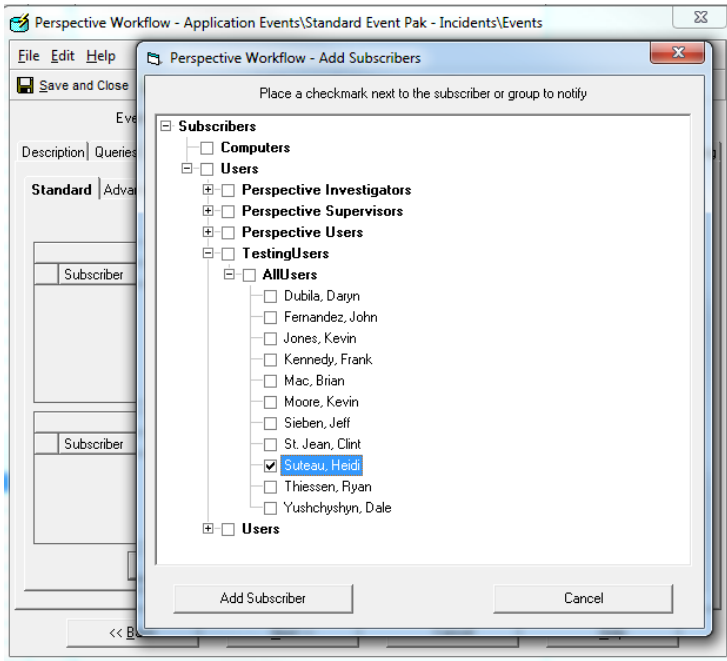 Perspective Workflow - Application Events\Standard Event Pak - Incidents\Events
File Edit Help
Perspective Workflow - Add Subscribers
Save and Close
Place a checkmark next to the subscriber or group to notify
Eve
Description Queries
Standard Advan
Subscriber
Subscriber
Subscribers
Computers
Users
Perspective Investigators
Perspective Supervisors
Perspective Users
TestingUsers
AllUsers
Dubila, Daryn
Fernandez, John
Jones, Kevin
Kennedy, Frank
Mac, Brian
Moore, Kevin
Sieben, Jeff
St. Jean, Clint
Suteau, Heidi
Thiessen, Ryan
Yushchyshyn, Dale
Users
Add Subscriber Cancel
<< B